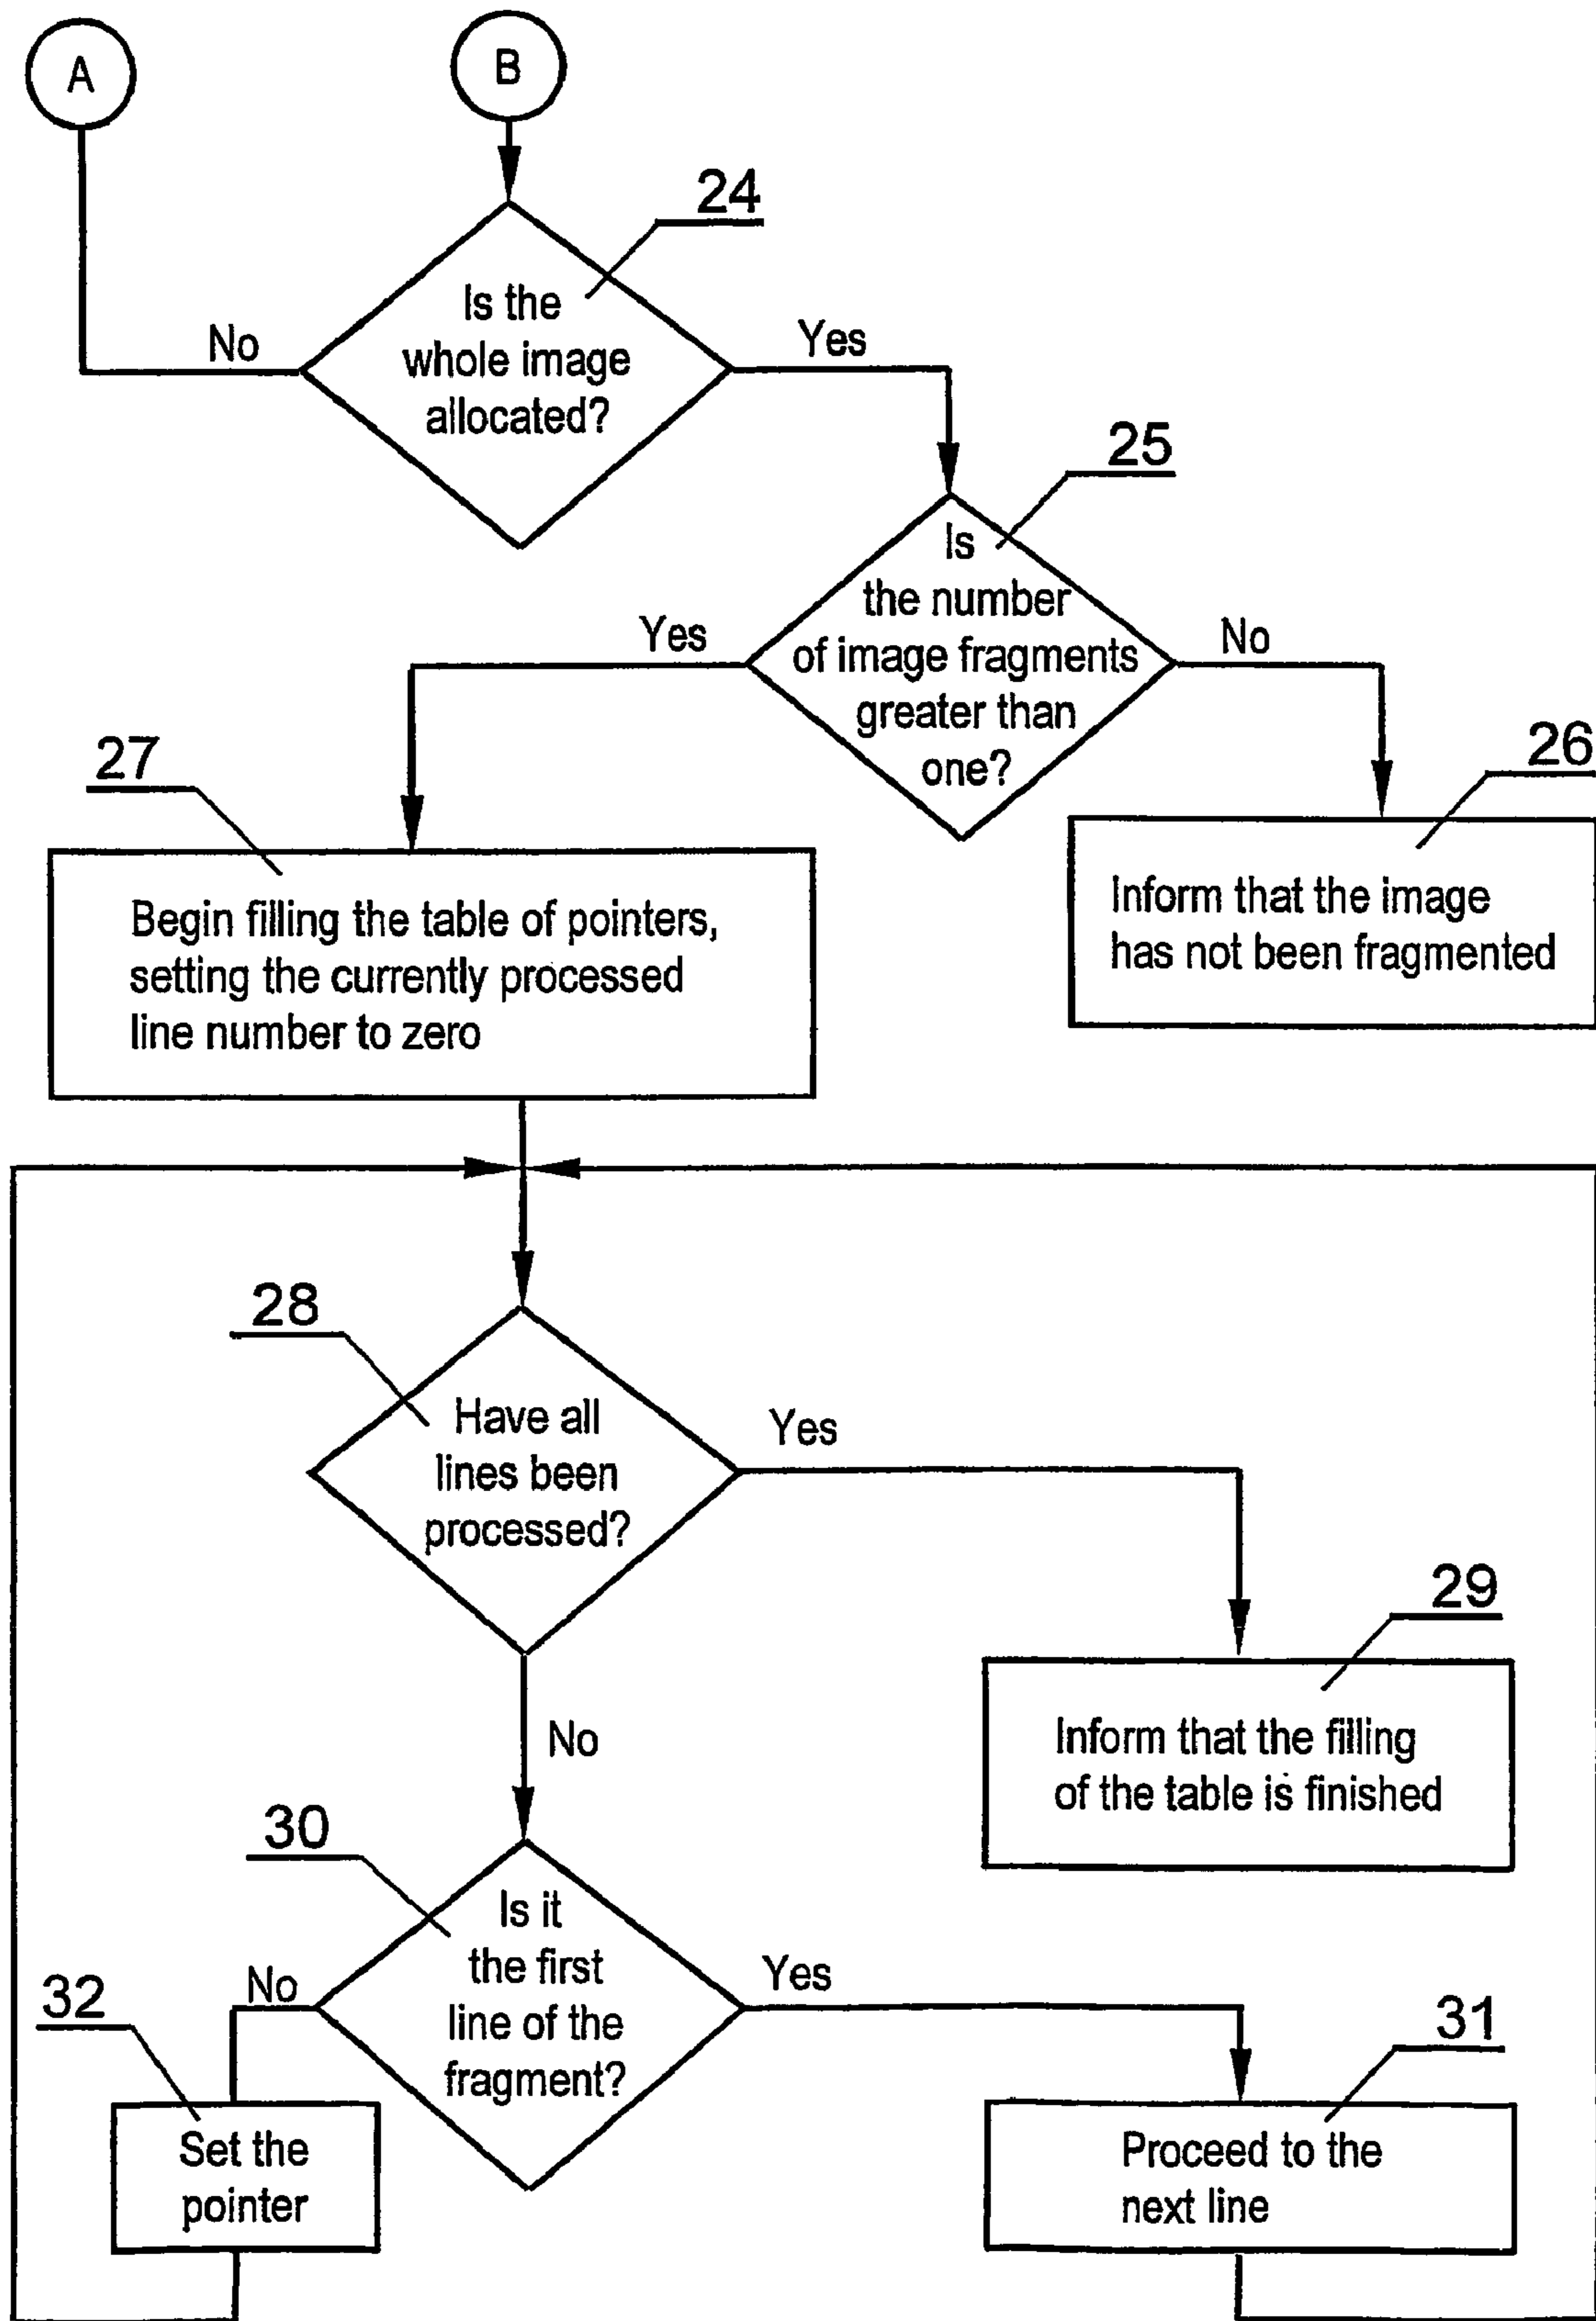 A
B
24
Is the
whole image
allocated?
No
Yes
25
Is
the number
of image fragments
greater than
one?
Yes
No
27
26
Begin filling the table of pointers,
setting the currently processed
line number to zero
Inform that the image
has not been fragmented
28
Have all
lines been
processed?
Yes
29
No
Inform that the filling
of the table is finished
30
Is it
the first
line of the
fragment?
No
Yes
32
31
Set the
pointer
Proceed to the
next line